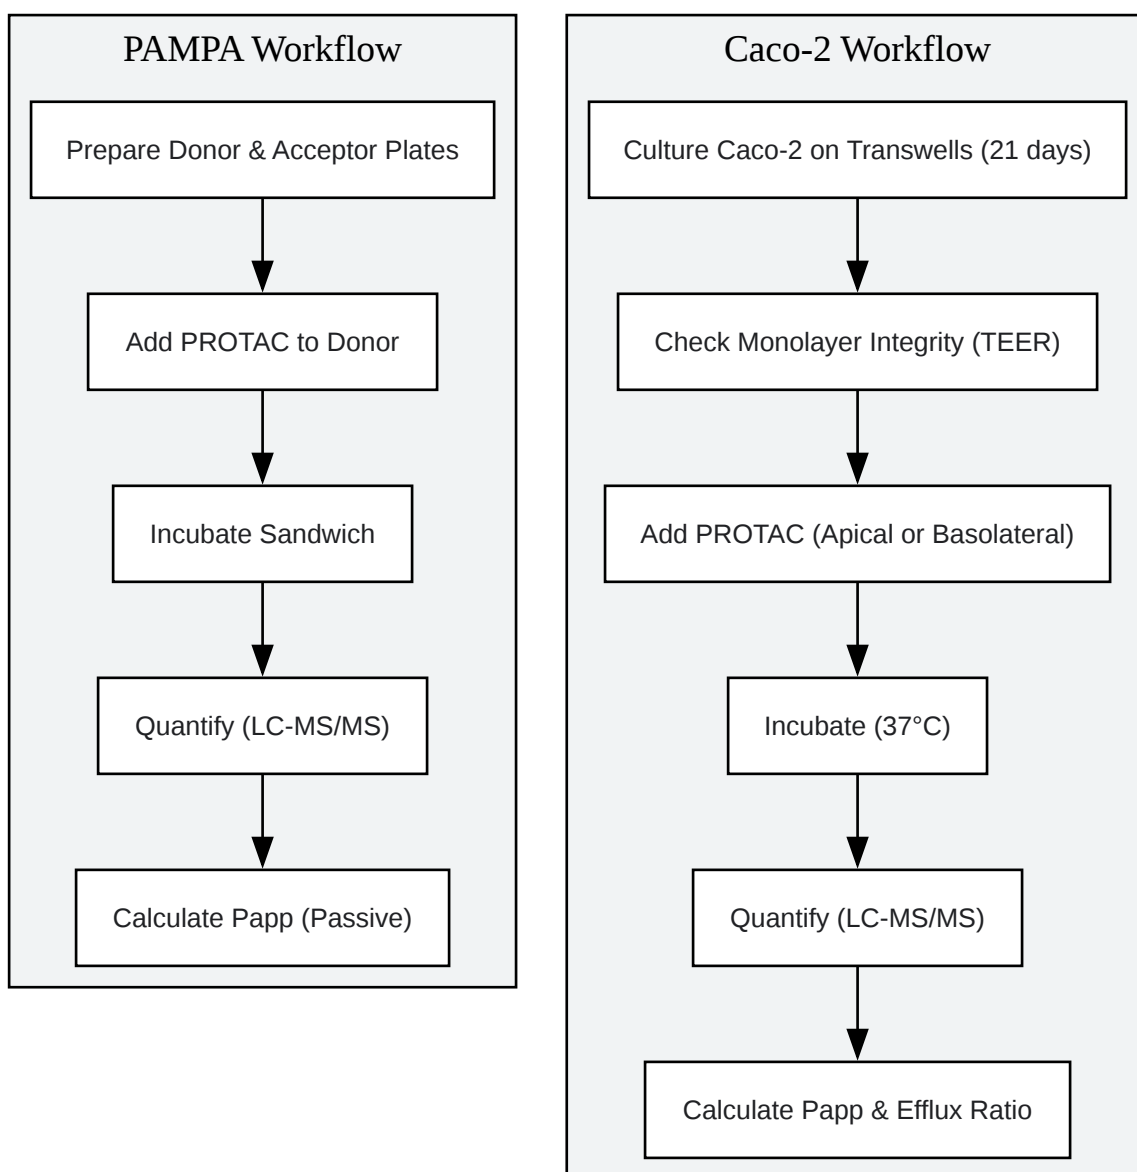 PAMPA Workflow
Prepare Donor & Acceptor Plates
Add PROTAC to Donor
Incubate Sandwich
Quantify (LC-MS/MS)
Calculate Papp (Passive)
Caco-2 Workflow
Culture Caco-2 on Transwells (21 days)
Check Monolayer Integrity (TEER)
Add PROTAC (Apical or Basolateral)
Incubate (37°C)
Quantify (LC-MS/MS)
Calculate Papp & Efflux Ratio